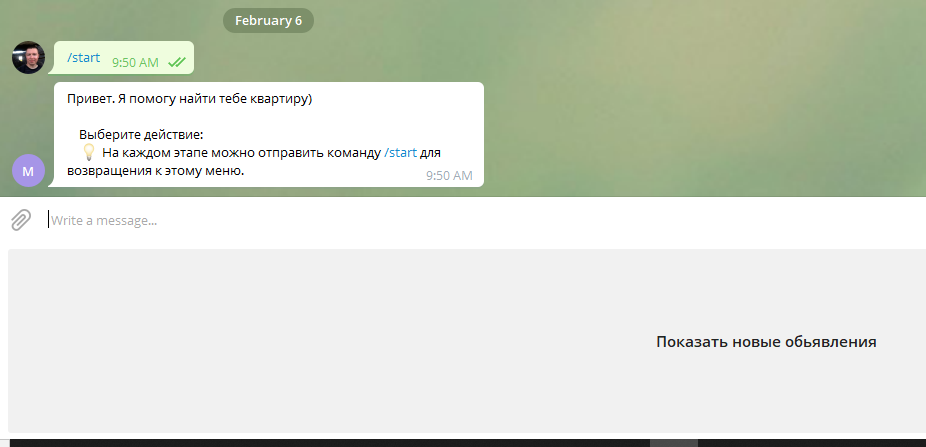 February 6
/start 9:50 AM
Привет. Я помогу найти тебе квартиру)
Выберите действие:
💡 На каждом этапе можно отправить команду /start для
возвращения к этому меню.
9:50 AM
M
Write a message...
Показать новые обьявления